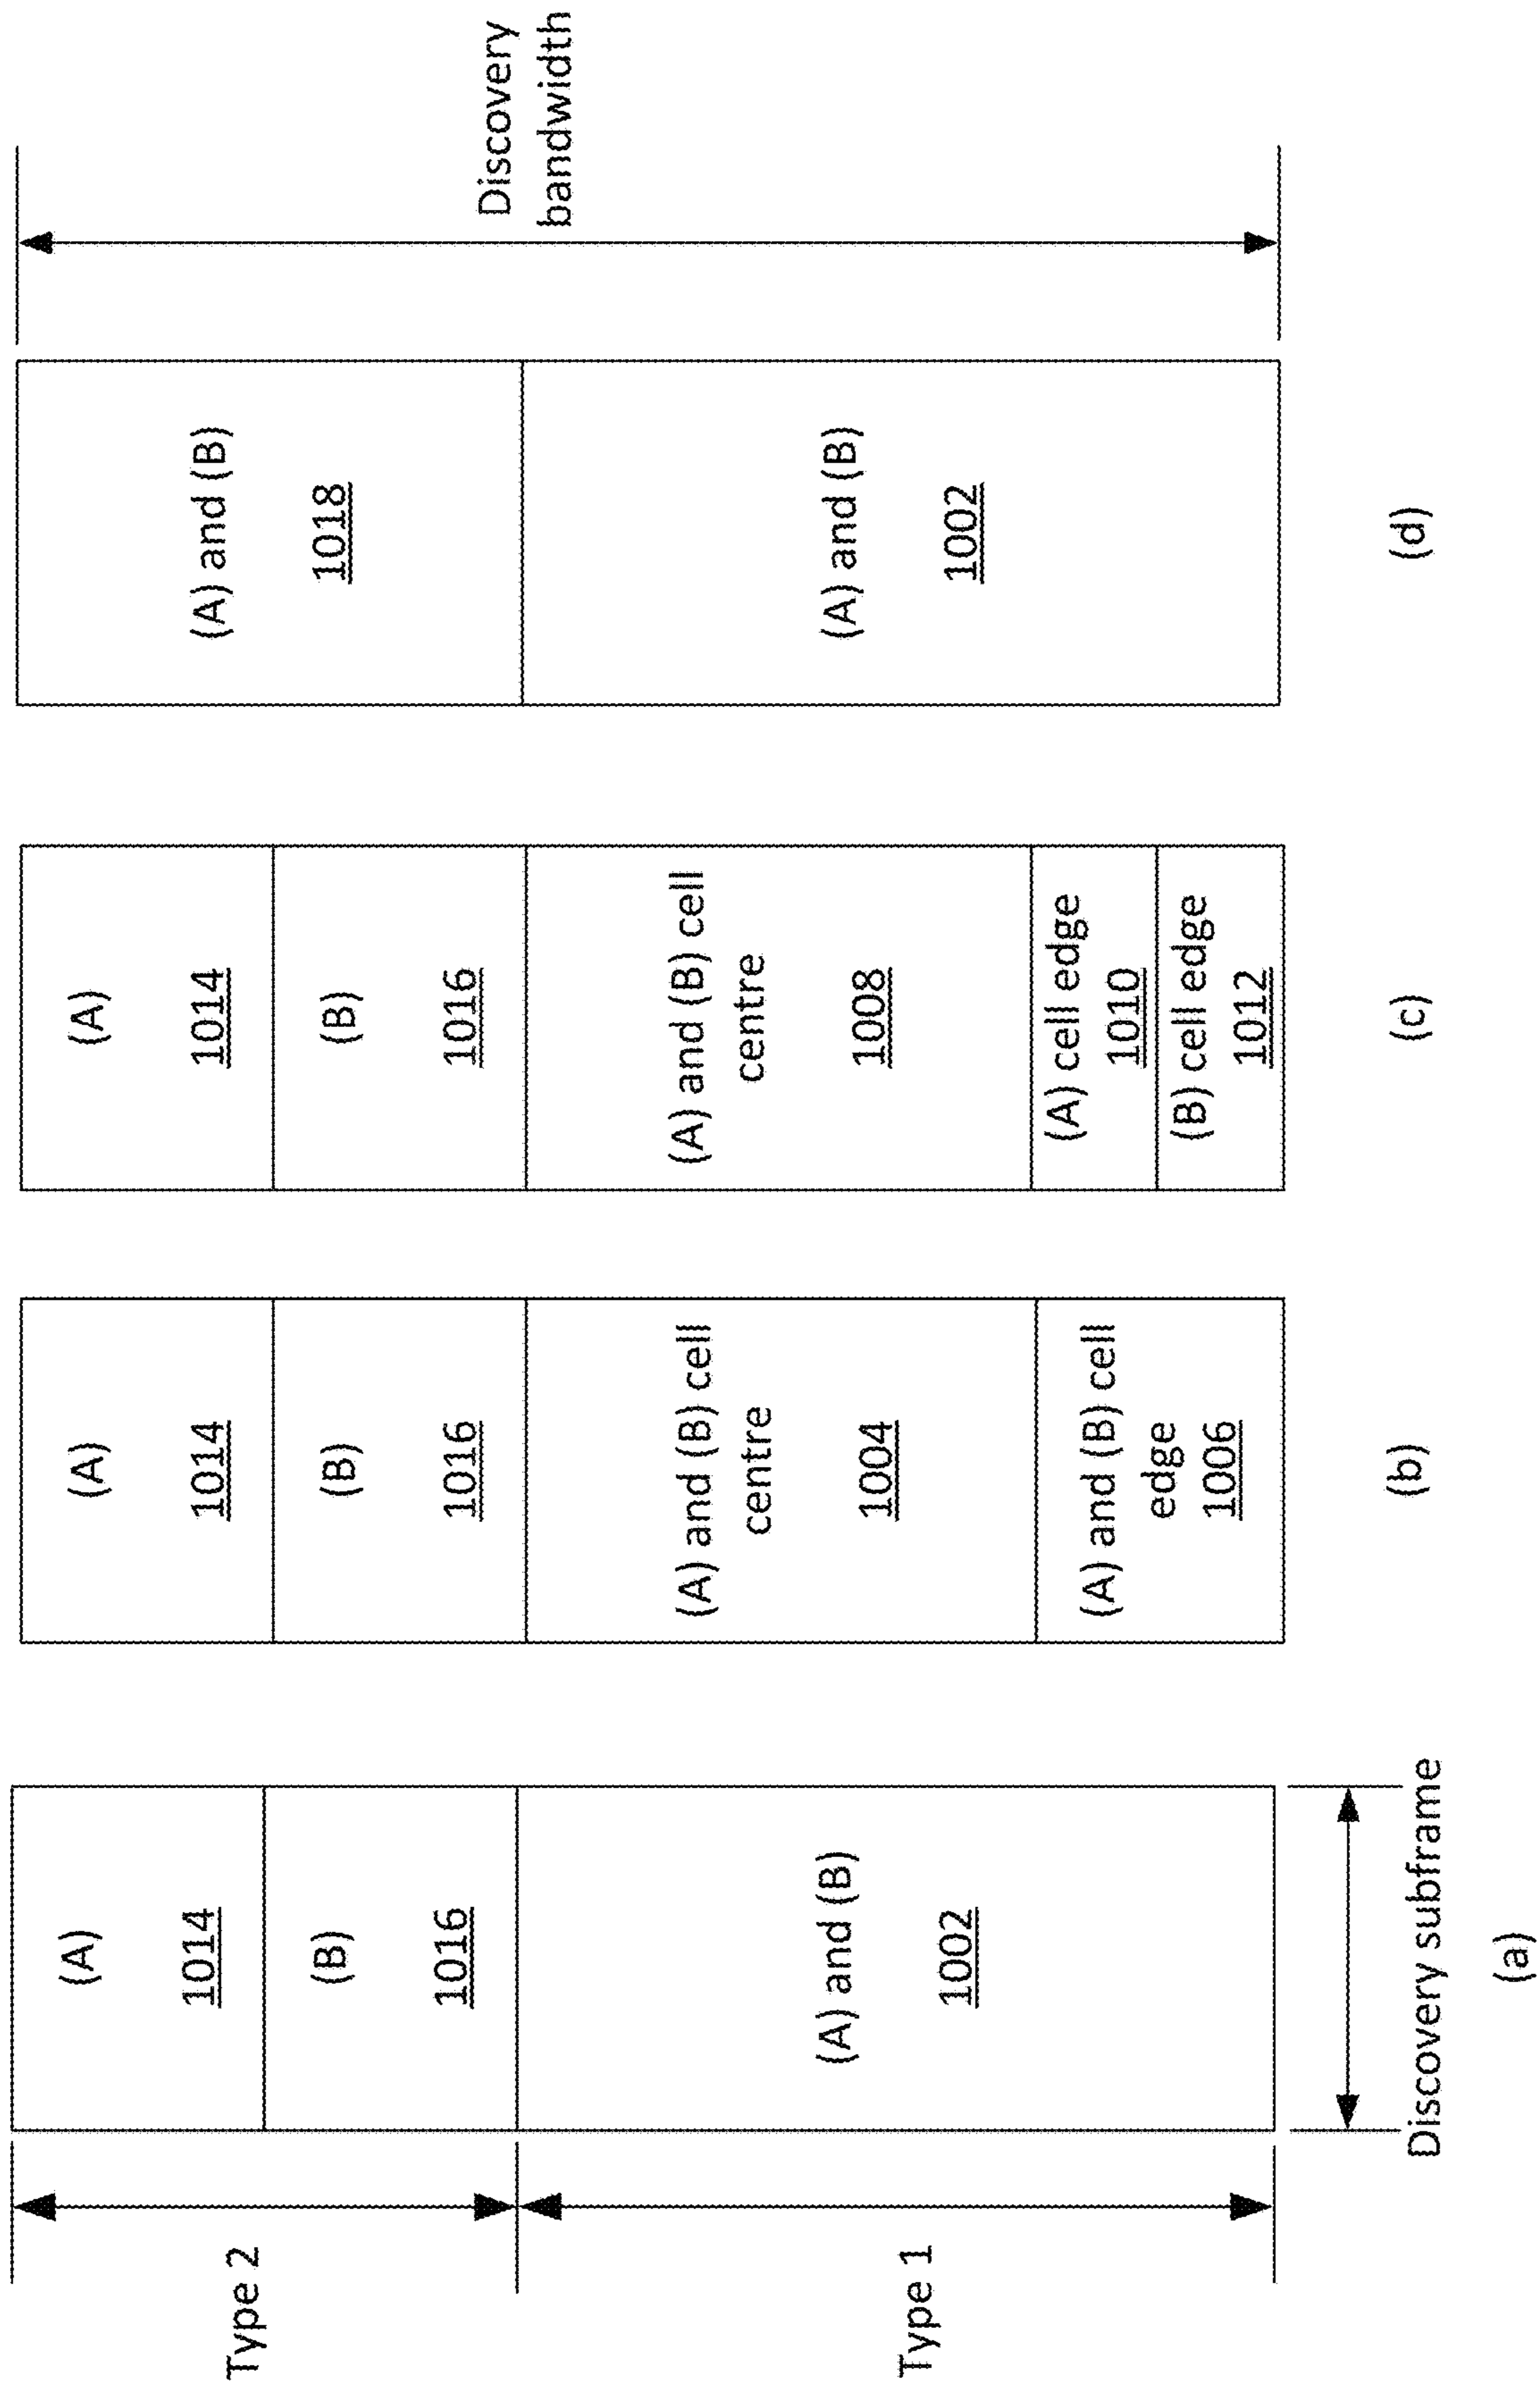 Type 2
Type 1
(A)
1014
(B)
1016
(A) and (B)
1002
Discovery subframe
(a)
(A)
1014
(B)
1016
(A) and (B) cell
centre
1004
(A) and (B) cell
edge
1006
(b)
(A)
1014
(B)
1016
(A) and (B) cell
centre
1008
(A) cell edge
1010
(B) cell edge
1012
(c)
(A) and (B)
1018
(A) and (B)
1002
(d)
Discovery
bandwidth